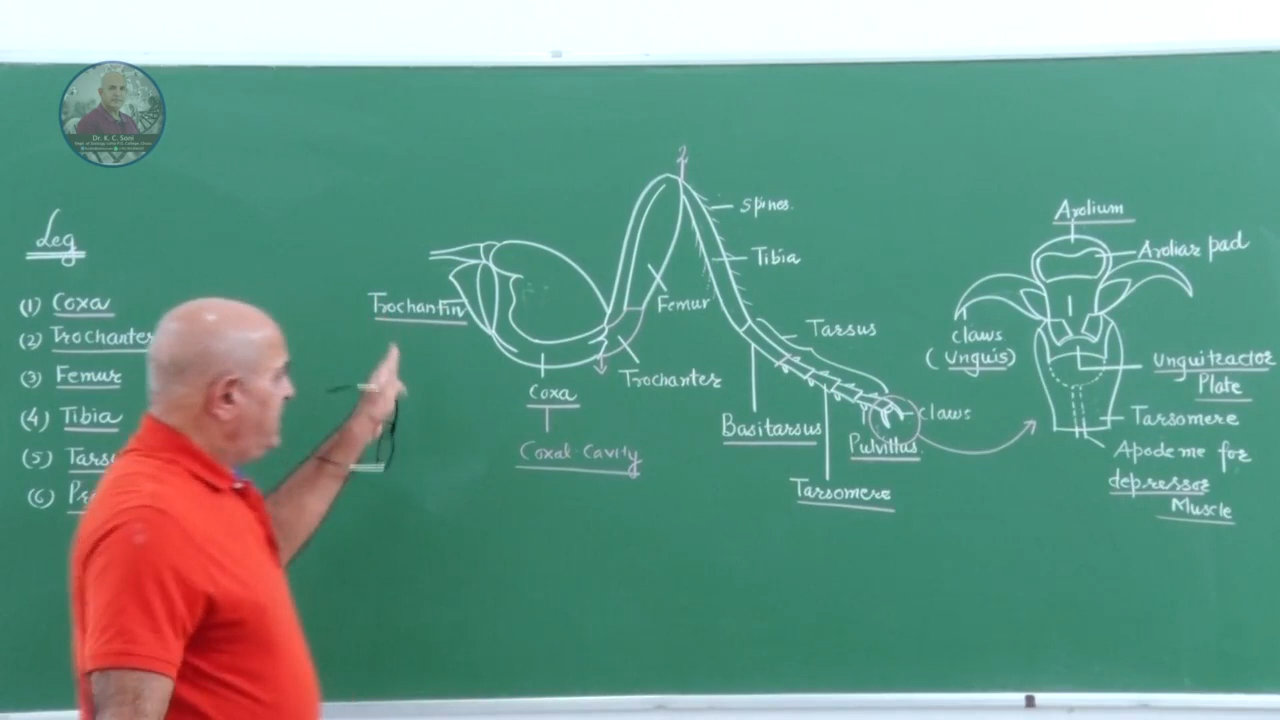 Dr. K. C. Soni
Leg
(1) Coxa
(2) Trochanter
(3) Femur
(4) Tibia
(5) Tars
(6) Pr
Trochantin
Coxa
Coxal Cavity
Trochanter
Femur
2
Spines.
Tibia
Tarsus
Basitarsus
Tarsomere
Pulvillus.
claws
Arolium
Aroliar pad
claws
(Unguis)
Unguitractor
Plate
Tarsomere
Apodeme for
depressor
Muscle